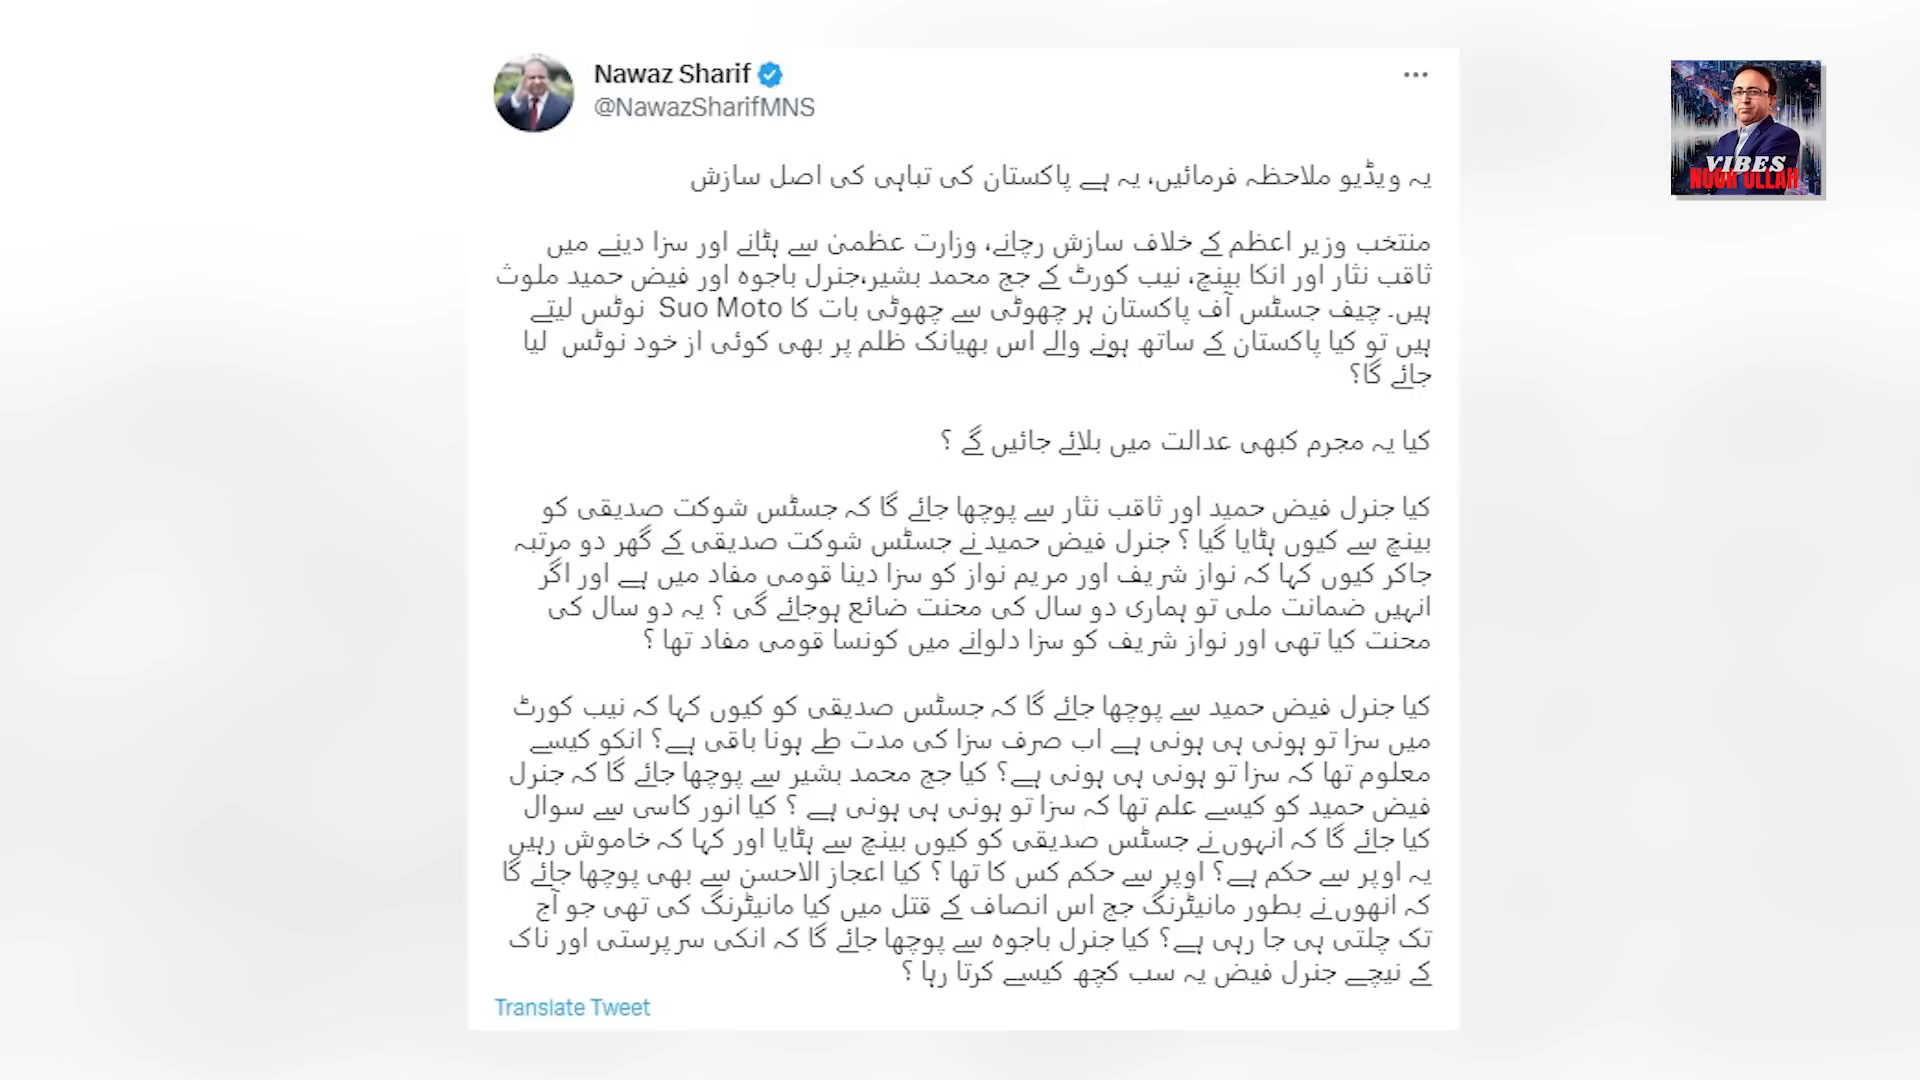 Nawaz Sharif
@NawazSharifMNS
یہ ویڈیو ملاحظہ فرمائیں، یہ ہے پاکستان کی تباہی کی اصل سازش
منتخب وزیر اعظم کے خلاف سازش رچانے، وزارت عظمیٰ سے ہٹانے اور سزا دینے میں
ثاقب نثار اور انکا بینچ، نیب کورٹ کے جج محمد بشیر،جنرل باجوہ اور فیض حمید ملوث
ہیں۔ چیف جسٹس آف پاکستان ہر چھوٹی سے چھوٹی بات کا Suo Moto نوٹس لیتے
ہیں تو کیا پاکستان کے ساتھ ہونے والے اس بھیانک ظلم پر بھی کوئی از خود نوٹس لیا
جائے گا؟
کیا یہ مجرم کبھی عدالت میں بلائے جائیں گے ؟
کیا جنرل فیض حمید اور ثاقب نثار سے پوچھا جائے گا کہ جسٹس شوکت صدیقی کو
بینچ سے کیوں ہٹایا گیا ؟ جنرل فیض حمید نے جسٹس شوکت صدیقی کے گھر دو مرتبہ
جاکر کیوں کہا کہ نواز شریف اور مریم نواز کو سزا دینا قومی مفاد میں ہے اور اگر
انہیں ضمانت ملی تو ہماری دو سال کی محنت ضائع ہوجائے گی ؟ یہ دو سال کی
محنت کیا تھی اور نواز شریف کو سزا دلوانے میں کونسا قومی مفاد تھا ؟
کیا جنرل فیض حمید سے پوچھا جائے گا کہ جسٹس صدیقی کو کیوں کہا کہ نیب کورٹ
میں سزا تو ہونی ہی ہونی ہے اب صرف سزا کی مدت طے ہونا باقی ہے؟ انکو کیسے
معلوم تھا کہ سزا تو ہونی ہی ہونی ہے؟ کیا جج محمد بشیر سے پوچھا جائے گا کہ جنرل
فیض حمید کو کیسے علم تھا کہ سزا تو ہونی ہی ہونی ہے ؟ کیا انور کاسی سے سوال
کیا جائے گا کہ انہوں نے جسٹس صدیقی کو کیوں بینچ سے ہٹایا اور کہا کہ خاموش رہیں
یہ اوپر سے حکم ہے؟ اوپر سے حکم کس کا تھا ؟ کیا اعجاز الاحسن سے بھی پوچھا جائے گا
کہ انھوں نے بطور مانیٹرنگ جج اس انصاف کے قتل میں کیا مانیٹرنگ کی تھی جو آج
تک چلتی ہی جا رہی ہے؟ کیا جنرل باجوہ سے پوچھا جائے گا کہ انکی سرپرستی اور ناک
کے نیچے جنرل فیض یہ سب کچھ کیسے کرتا رہا ؟
Translate Tweet
VIBES
NOOR ULLAH